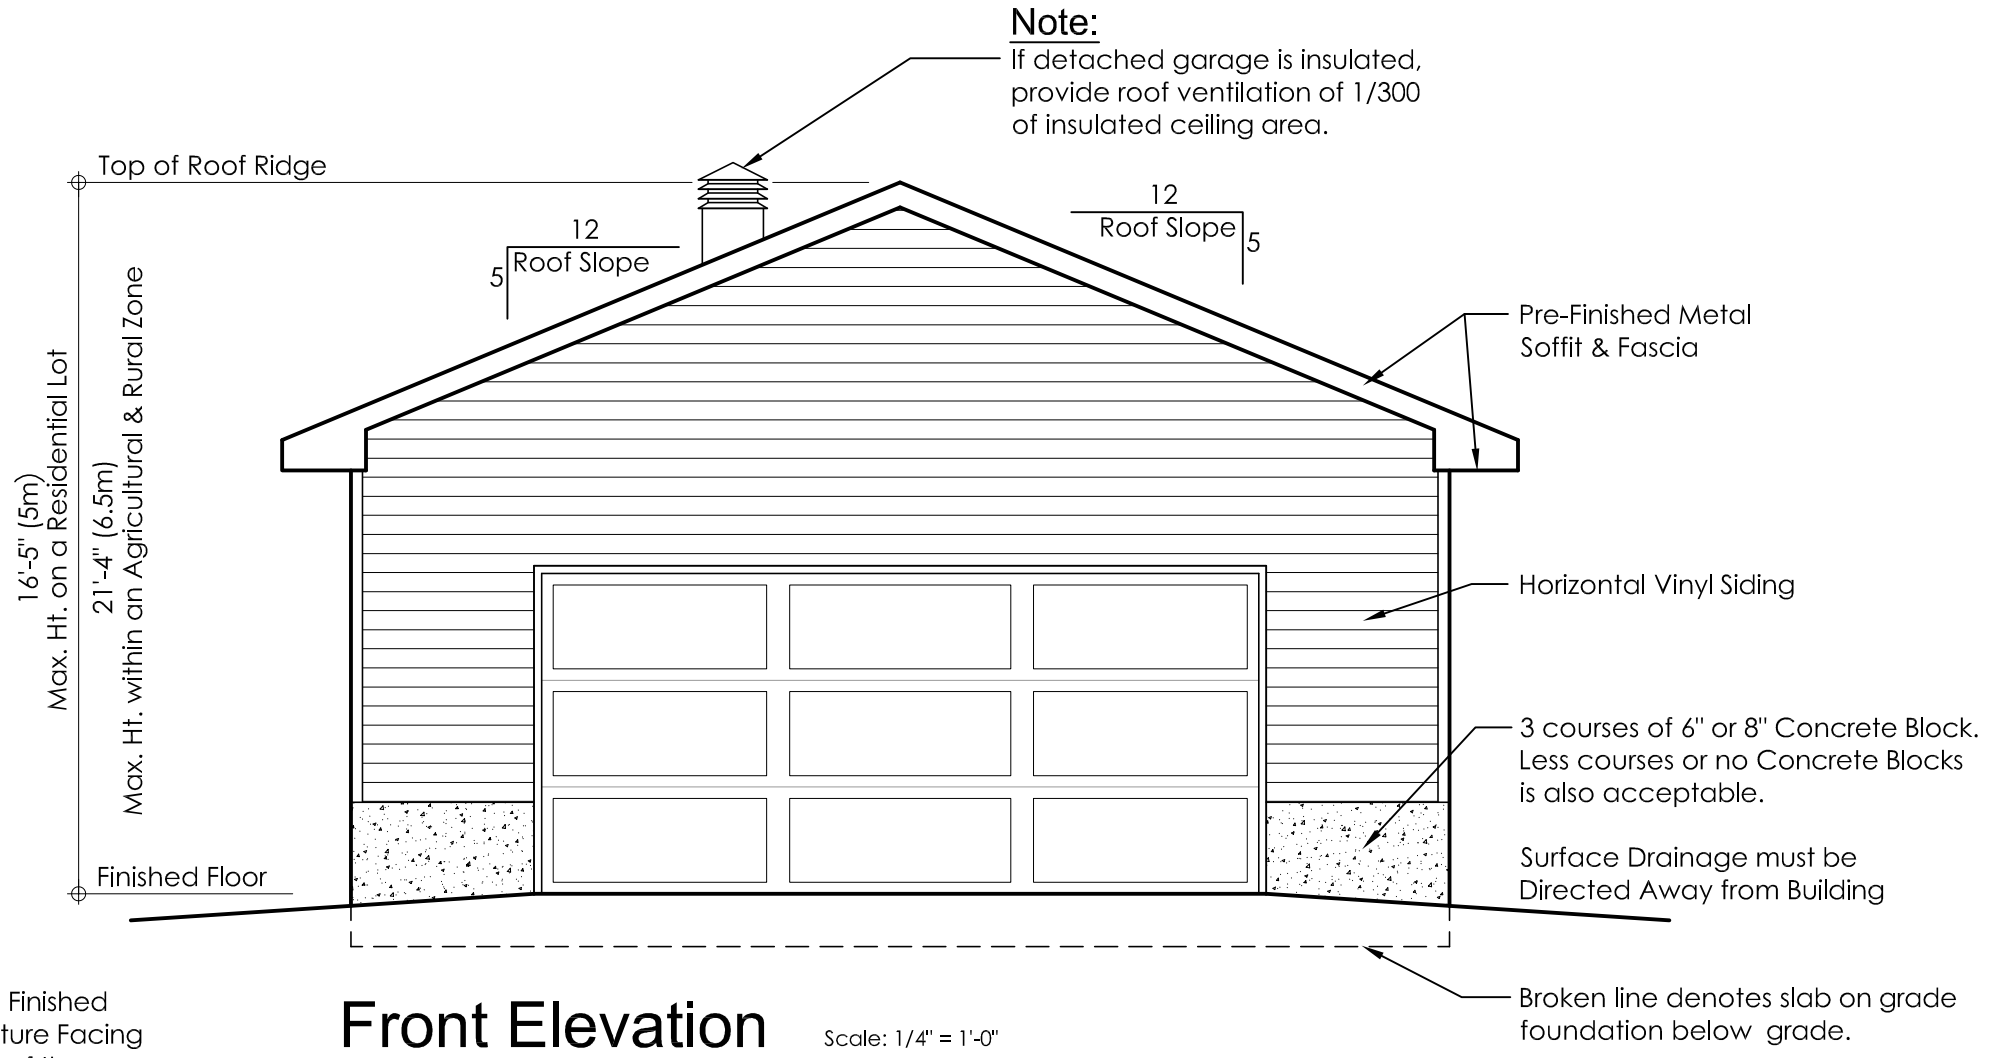 Note:
If detached garage is insulated,
provide roof ventilation of 1/300
of insulated ceiling area.
Top of Roof Ridge
12
Roof Slope
5
12
Roof Slope
5
16'-5" (5m)
Max. Ht. on a Residential Lot
21'-4" (6.5m)
Max. Ht. within an Agricultural & Rural Zone
Pre-Finished Metal
Soffit & Fascia
Horizontal Vinyl Siding
3 courses of 6" or 8" Concrete Block.
Less courses or no Concrete Blocks
is also acceptable.
Surface Drainage must be
Directed Away from Building
Finished Floor
Broken line denotes slab on grade
foundation below grade.
Finished
ture Facing
Front Elevation
Scale: 1/4" = 1'-0"